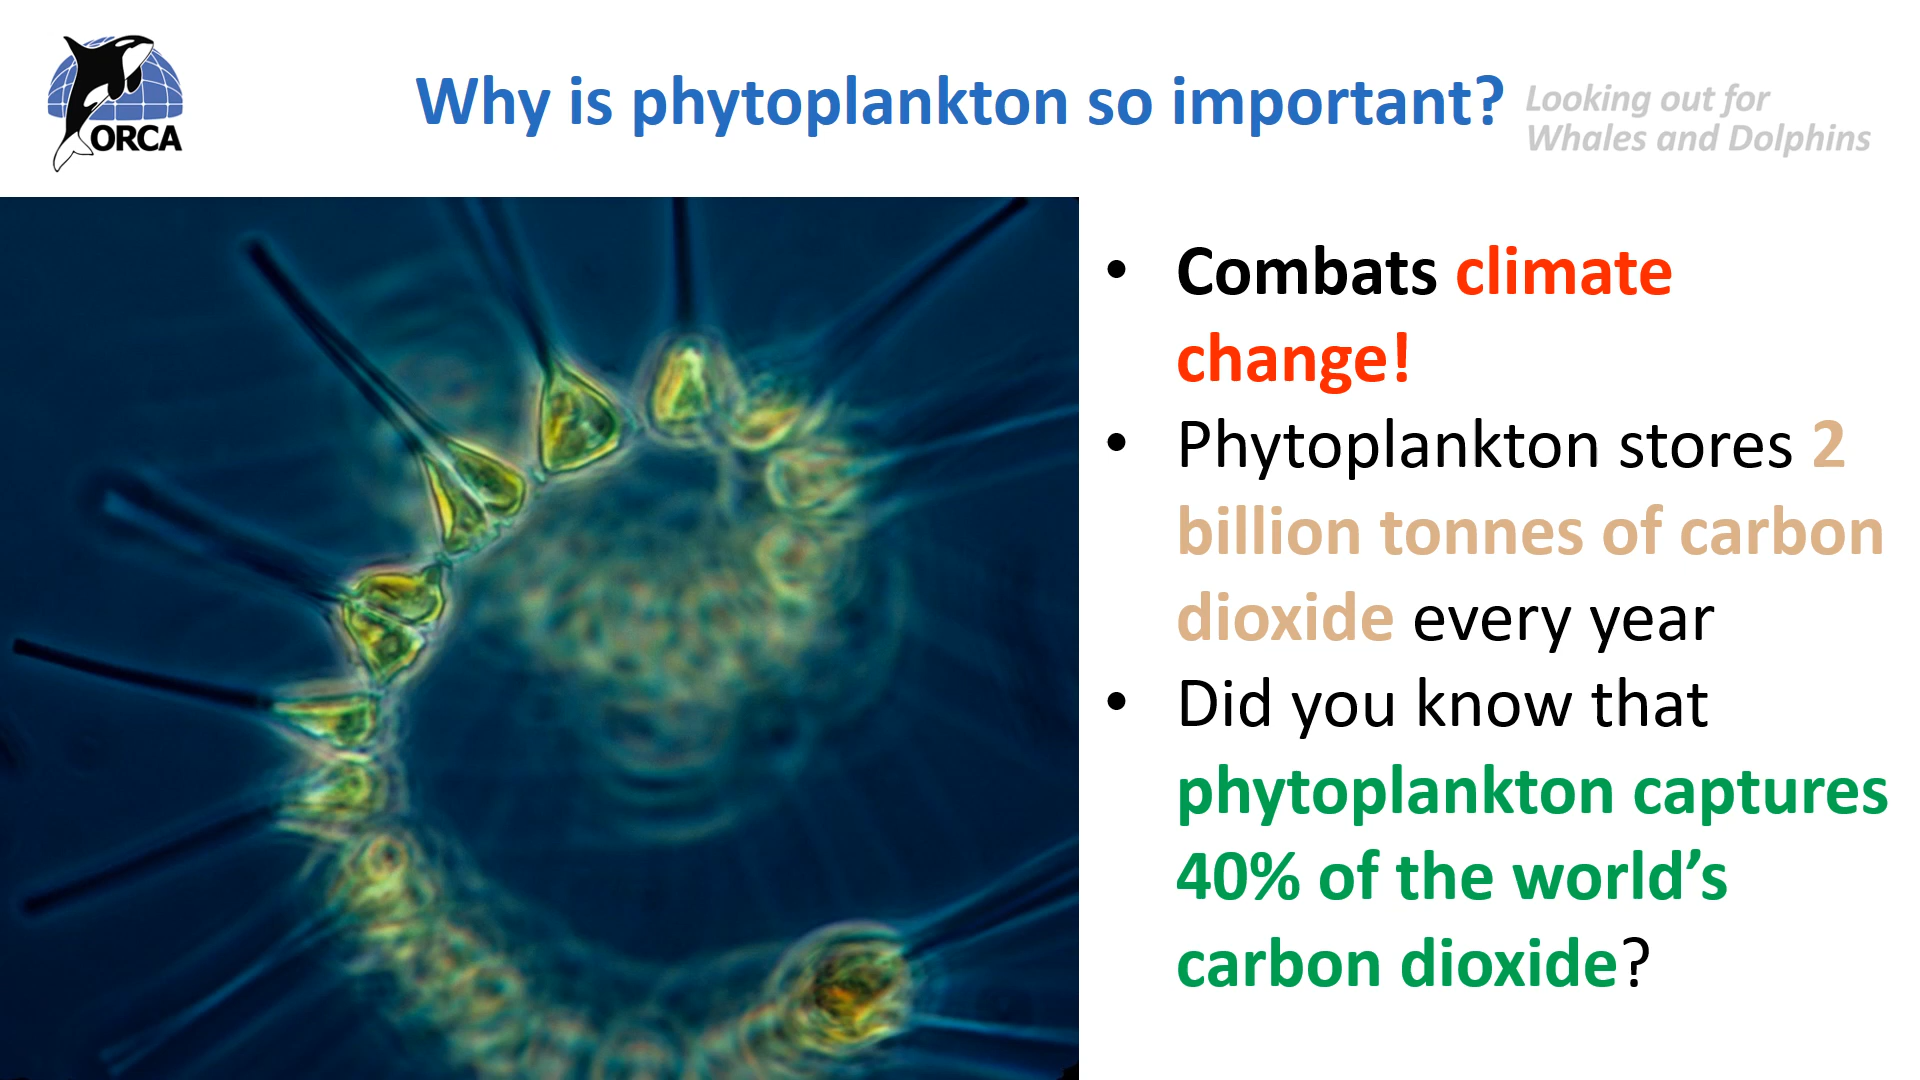 ORCA
Why is phytoplankton so important?
Looking out for
Whales and Dolphins
• Combats climate
change!
• Phytoplankton stores 2
billion tonnes of carbon
dioxide every year
• Did you know that
phytoplankton captures
40% of the world’s
carbon dioxide?